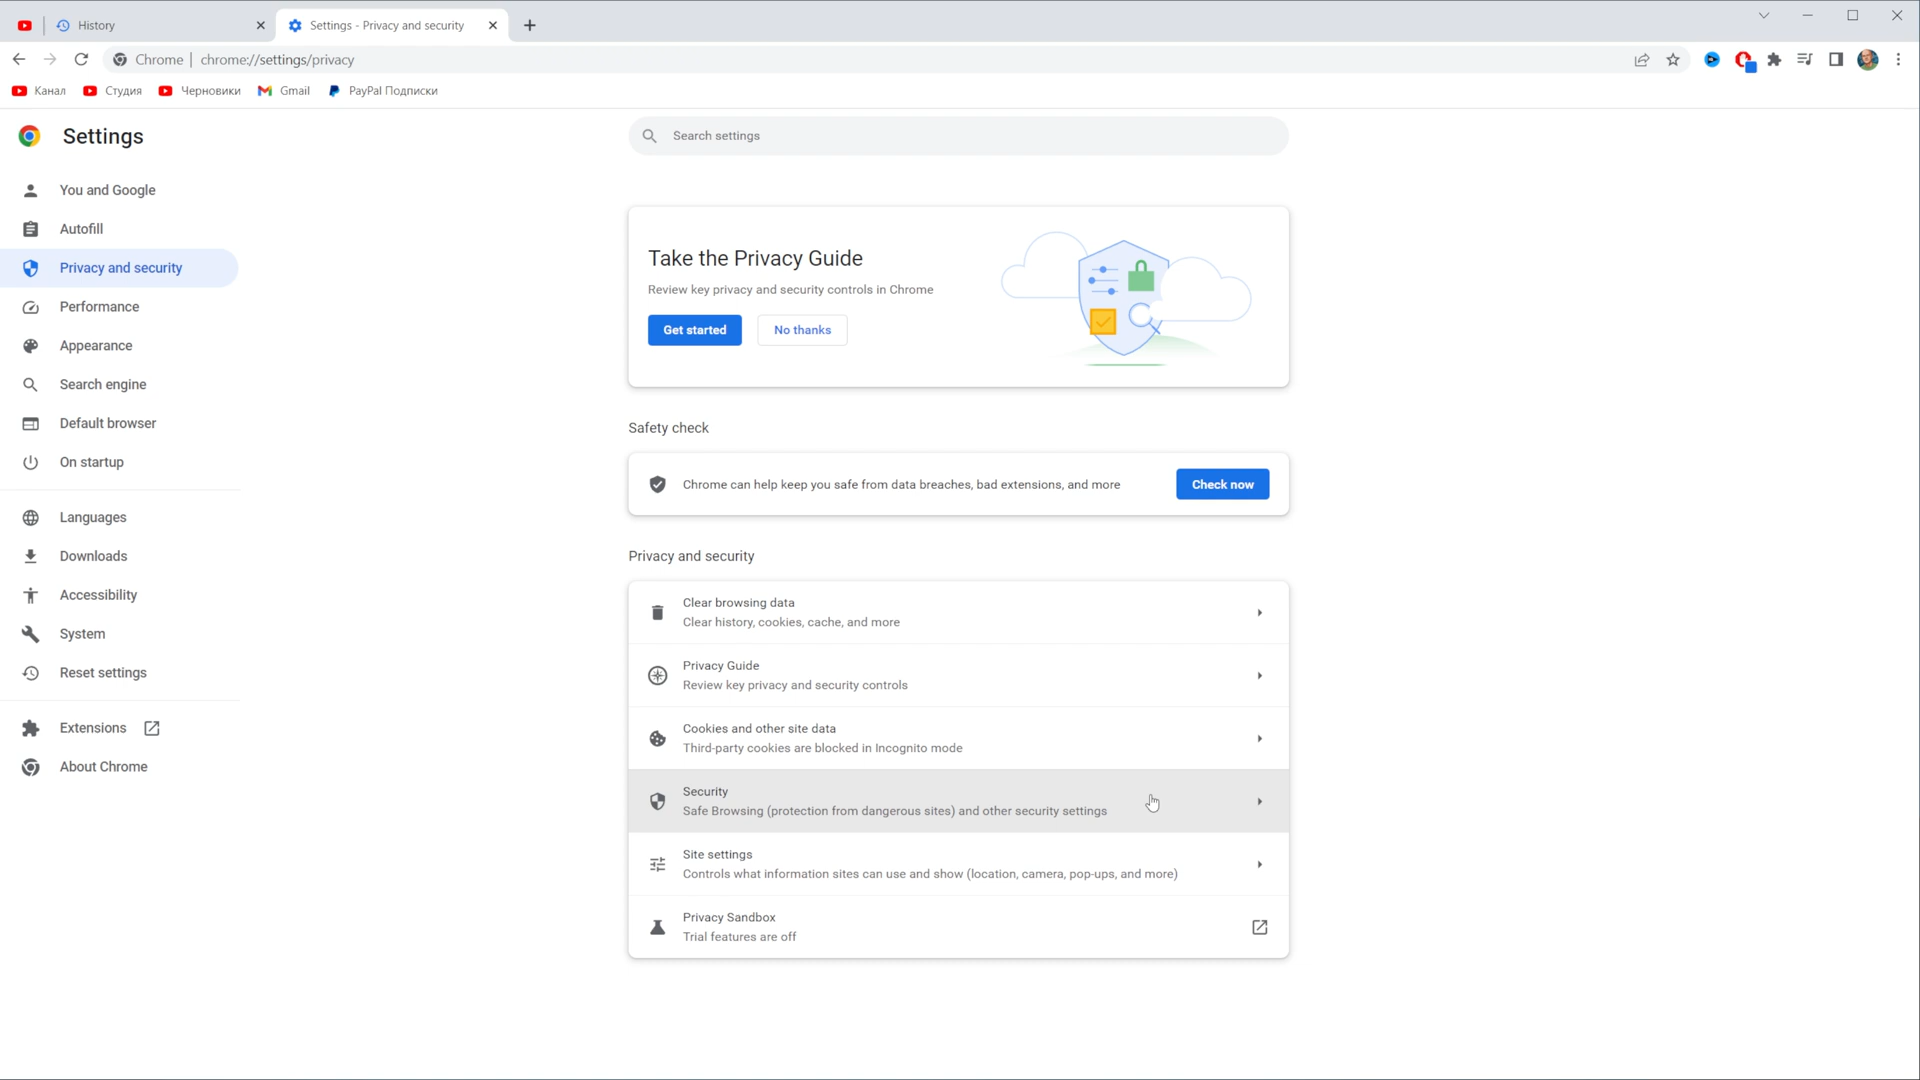 History
Settings - Privacy and security
Chrome | chrome://settings/privacy
Канал
Студия
Черновики
Gmail
PayPal Подписки
Settings
Search settings
You and Google
Autofill
Privacy and security
Performance
Appearance
Search engine
Default browser
On startup
Languages
Downloads
Accessibility
System
Reset settings
Extensions
About Chrome
Take the Privacy Guide
Review key privacy and security controls in Chrome
Get started
No thanks
Safety check
Chrome can help keep you safe from data breaches, bad extensions, and more
Check now
Privacy and security
Clear browsing data
Clear history, cookies, cache, and more
Privacy Guide
Review key privacy and security controls
Cookies and other site data
Third-party cookies are blocked in Incognito mode
Security
Safe Browsing (protection from dangerous sites) and other security settings
Site settings
Controls what information sites can use and show (location, camera, pop-ups, and more)
Privacy Sandbox
Trial features are off